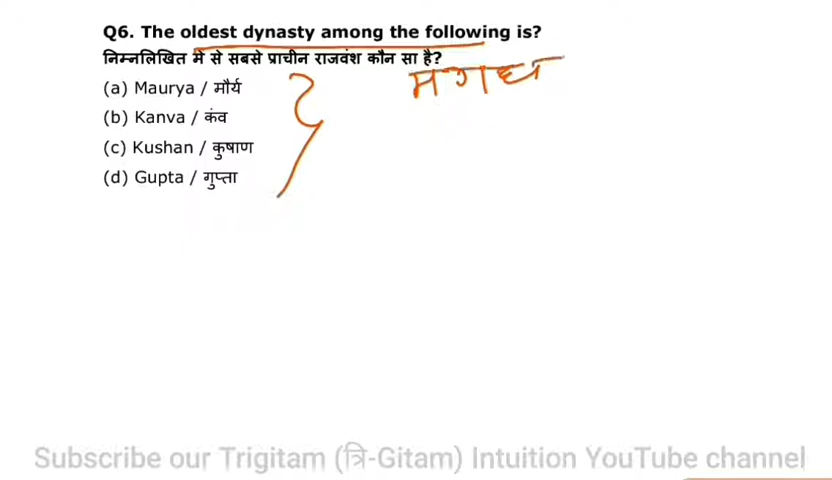 Q6. The oldest dynasty among the following is?
निम्नलिखित में से सबसे प्राचीन राजवंश कौन सा है?
मगध
(a) Maurya / मौर्य
(b) Kanva / कंव
(c) Kushan / कुषाण
(d) Gupta / गुप्ता
Subscribe our Trigitam (त्रि-Gitam) Intuition YouTube channel